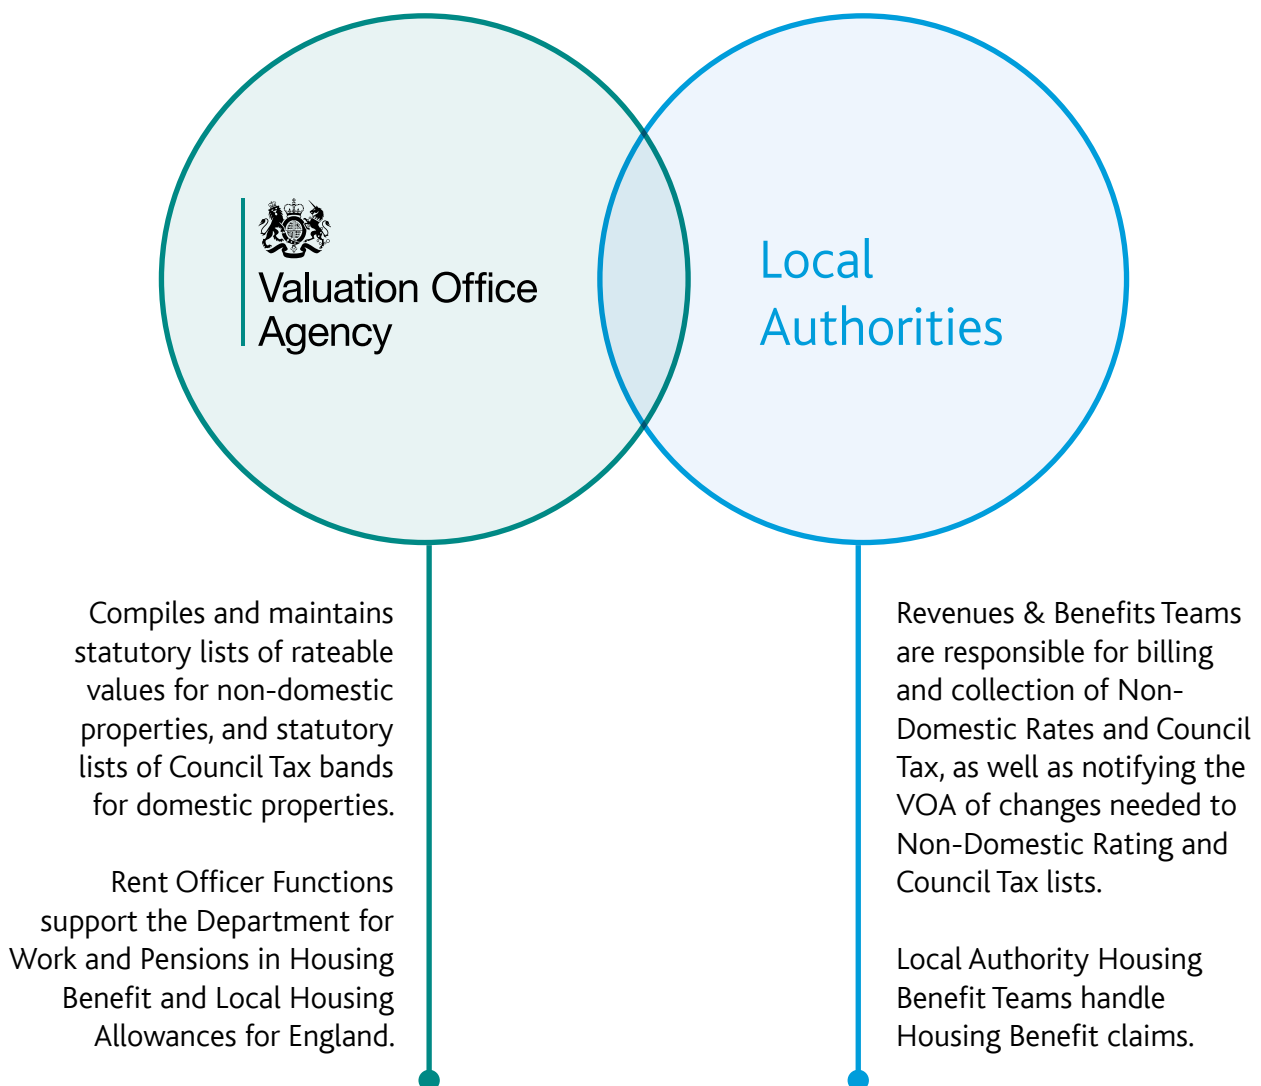 Valuation Office
Agency
Local
Authorities
Compiles and maintains
statutory lists of rateable
values for non-domestic
properties, and statutory
lists of Council Tax bands
for domestic properties.
Rent Officer Functions
support the Department for
Work and Pensions in Housing
Benefit and Local Housing
Allowances for England.
Revenues & Benefits Teams
are responsible for billing
and collection of Non-
Domestic Rates and Council
Tax, as well as notifying the
VOA of changes needed to
Non-Domestic Rating and
Council Tax lists.
Local Authority Housing
Benefit Teams handle
Housing Benefit claims.